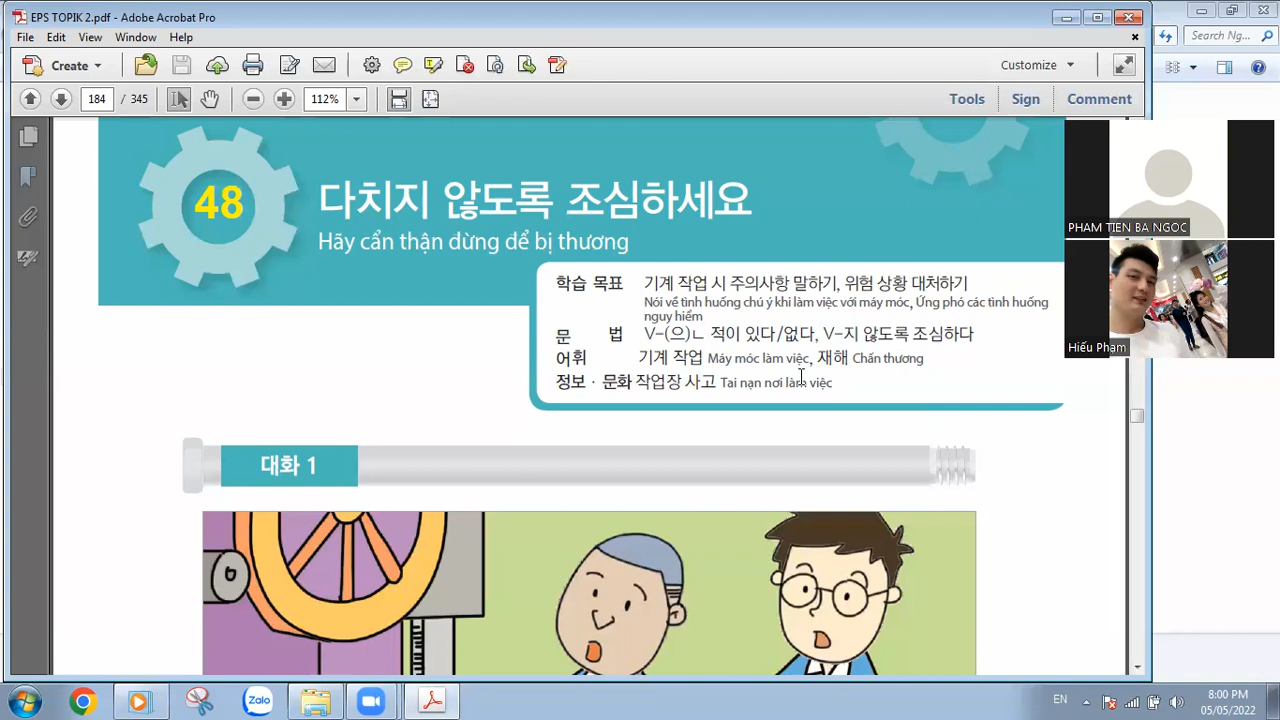 EPS TOPIK 2.pdf - Adobe Acrobat Pro
File Edit View Window Help
Create
Customize
Search Ng...
184 / 345
112%
Tools Sign Comment
48
다치지 않도록 조심하세요
Hãy cẩn thận dừng dể bị thương
학습 목표 기계 작업 시 주의사항 말하기, 위험 상황 대처하기
Nói về tình huống chú ý khi làm việc với máy móc, Ứng phó các tình huống
nguy hiểm
문 법 V-(으)ㄴ 적이 있다/없다, V-지 않도록 조심하다
어휘 기계 작업 Máy móc làm việc, 재해 Chấn thương
정보 · 문화 작업장 사고 Tai nạn nơi làm việc
대화 1
PHAM TIEN BA NGOC
Hiếu Phạm
Zalo
EN
8:00 PM
05/05/2022